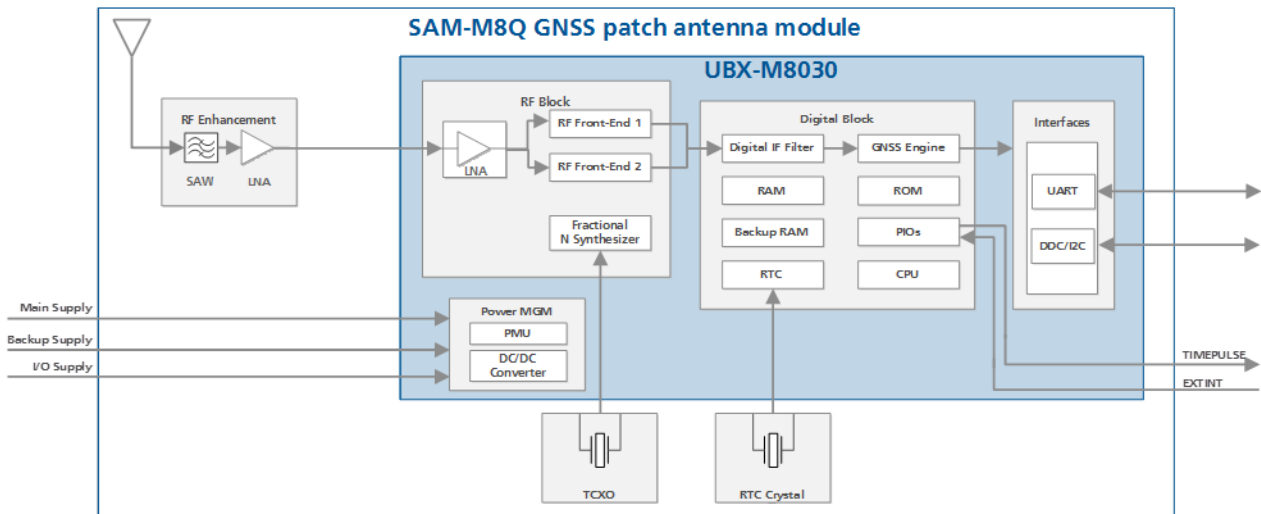 SAM-M8Q GNSS patch antenna module
UBX-M8030
RF Enhancement
SAW
LNA
RF Block
LNA
RF Front-End 1
RF Front-End 2
Fractional
N Synthesizer
Digital Block
Digital IF Filter
GNSS Engine
RAM
ROM
Backup RAM
PIOs
RTC
CPU
Interfaces
UART
DDC/I2C
Main Supply
Backup Supply
I/O Supply
Power MGM
PMU
DC/DC
Converter
TIMEPULSE
EXTINT
TCXO
RTC Crystal